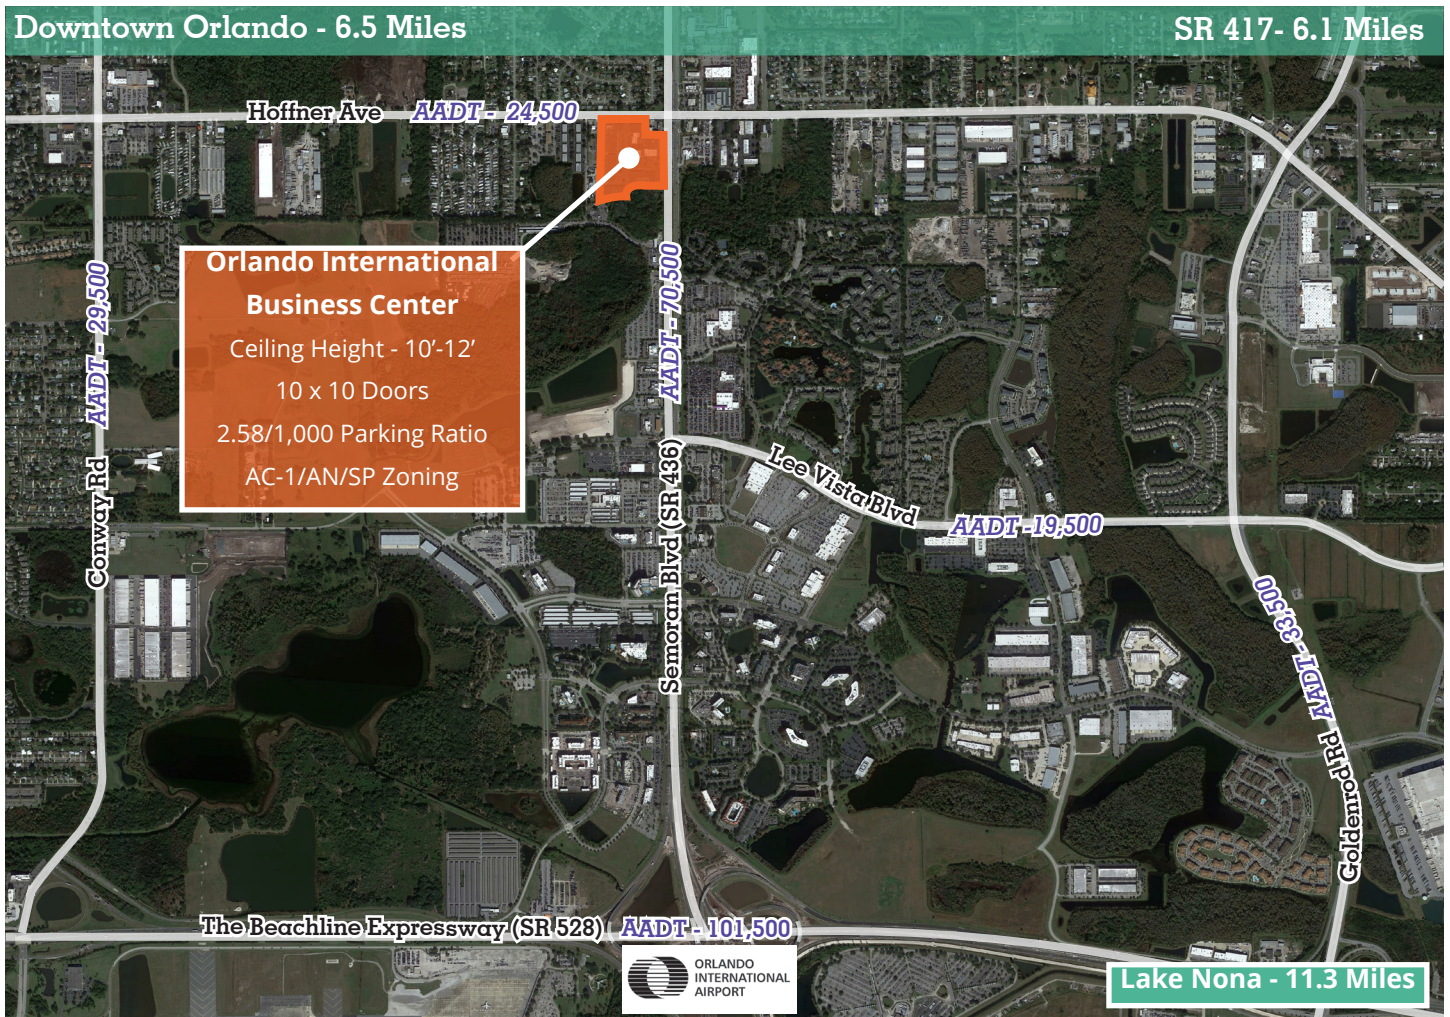 Downtown Orlando - 6.5 Miles
SR 417- 6.1 Miles
Hoffner Ave AADT - 24,500
Orlando International
Business Center
Ceiling Height - 10’-12’
10 x 10 Doors
2.58/1,000 Parking Ratio
AC-1/AN/SP Zoning
AADT - 29,500
Conway Rd
AADT - 70,500
Semoran Blvd (SR 436)
Lee Vista Blvd
AADT -19,500
AADT - 33,500
Goldenrod Rd
The Beachline Expressway (SR 528) AADT - 101,500
ORLANDO
INTERNATIONAL
AIRPORT
Lake Nona - 11.3 Miles